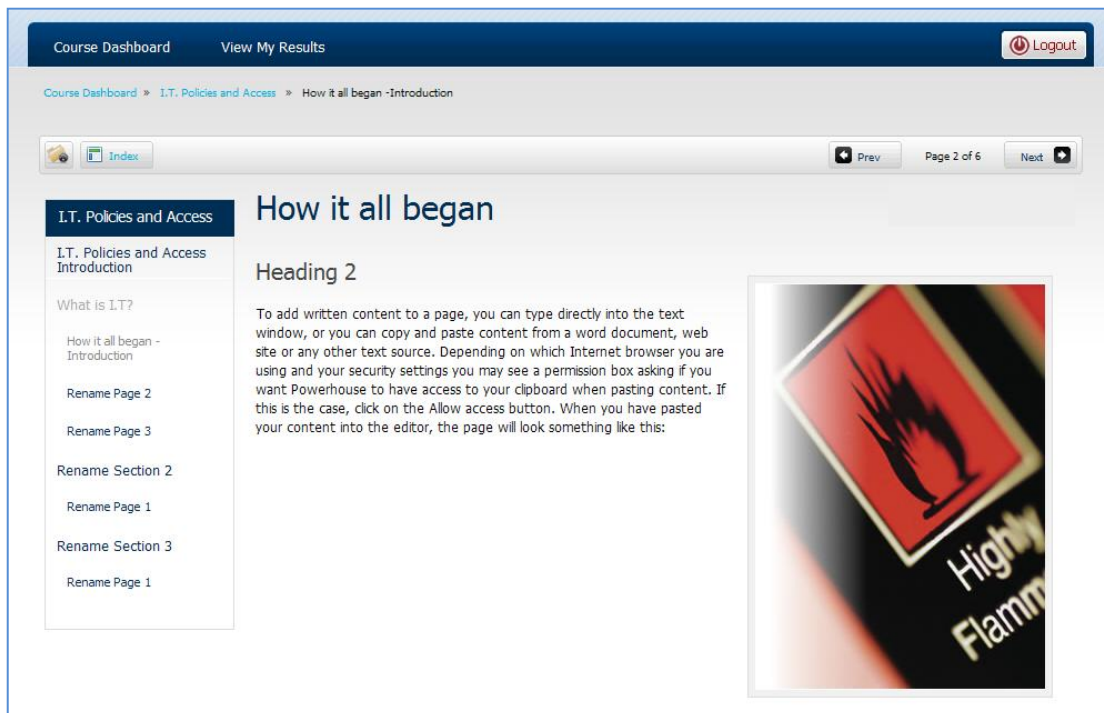 Course Dashboard View My Results Logout
Course Dashboard » I.T. Policies and Access » How it all began -Introduction
Index Prev Page 2 of 6 Next
I.T. Policies and Access
I.T. Policies and Access
Introduction
What is I.T?
How it all began -
Introduction
Rename Page 2
Rename Page 3
Rename Section 2
Rename Page 1
Rename Section 3
Rename Page 1
How it all began
Heading 2
To add written content to a page, you can type directly into the text
window, or you can copy and paste content from a word document, web
site or any other text source. Depending on which Internet browser you are
using and your security settings you may see a permission box asking if you
want Powerhouse to have access to your clipboard when pasting content. If
this is the case, click on the Allow access button. When you have pasted
your content into the editor, the page will look something like this:
Highly
Flamm